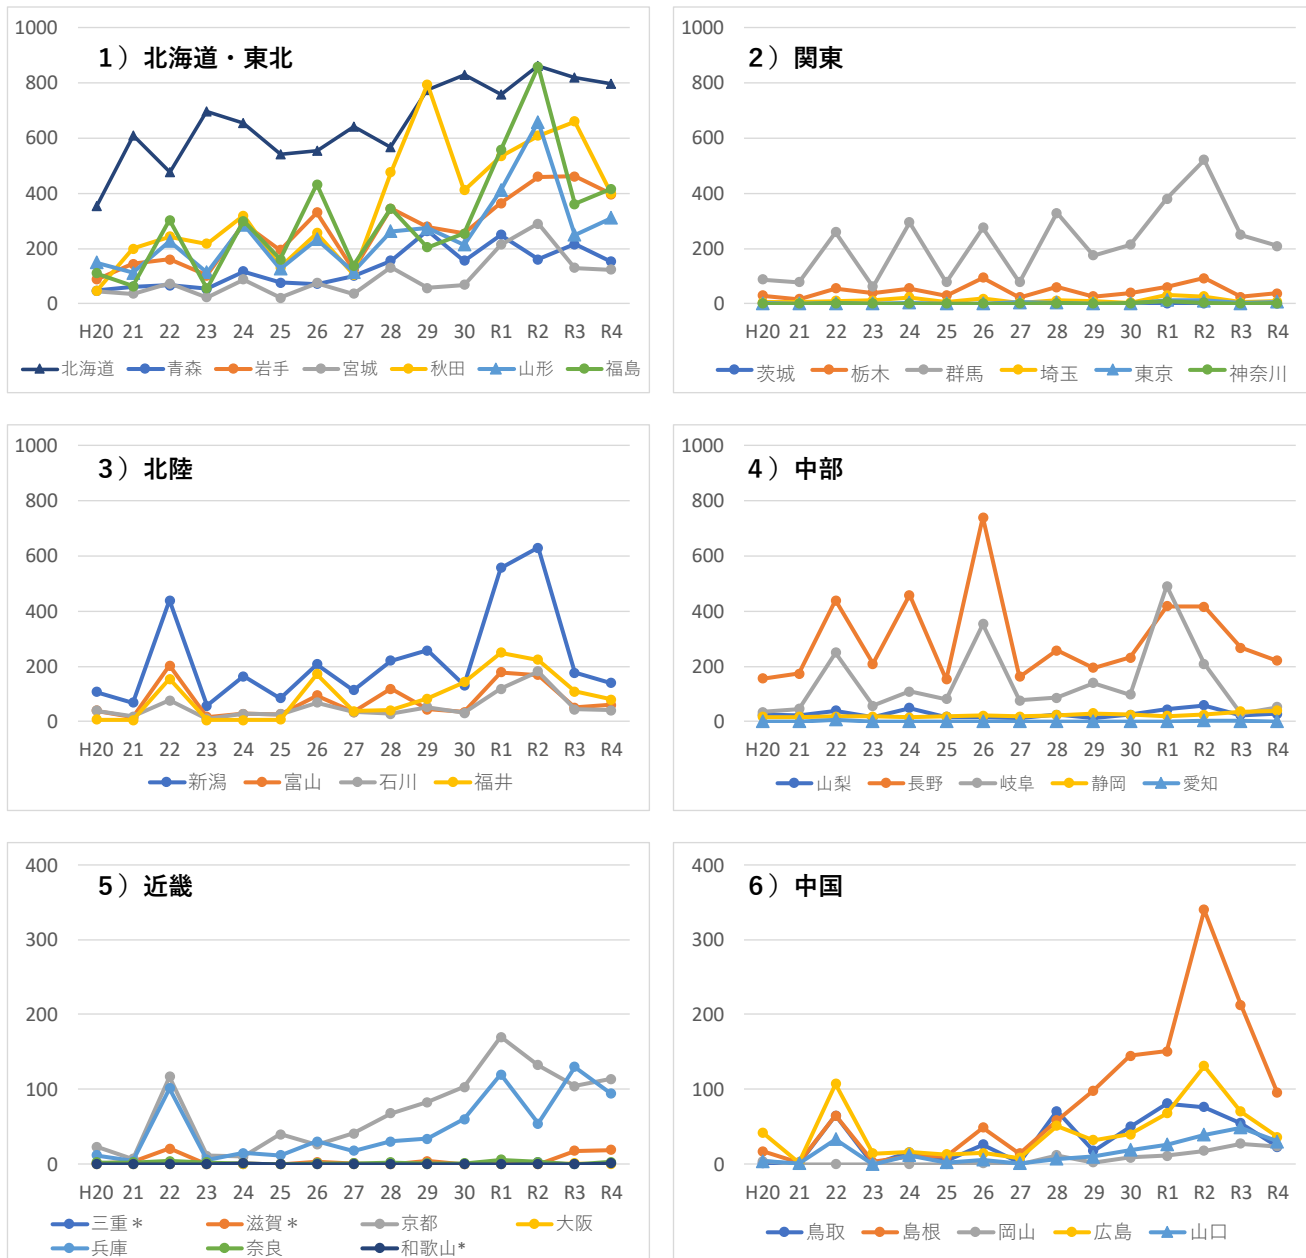 1）北海道・東北
1000
800
600
400
200
0
H20 21 22 23 24 25 26 27 28 29 30 R1 R2 R3 R4
北海道 青森 岩手 宮城 秋田 山形 福島
2）関東
1000
800
600
400
200
0
H20 21 22 23 24 25 26 27 28 29 30 R1 R2 R3 R4
茨城 栃木 群馬 埼玉 東京 神奈川
3）北陸
1000
800
600
400
200
0
H20 21 22 23 24 25 26 27 28 29 30 R1 R2 R3 R4
新潟 富山 石川 福井
4）中部
1000
800
600
400
200
0
H20 21 22 23 24 25 26 27 28 29 30 R1 R2 R3 R4
山梨 長野 岐阜 静岡 愛知
5）近畿
400
300
200
100
0
H20 21 22 23 24 25 26 27 28 29 30 R1 R2 R3 R4
三重＊ 滋賀＊ 京都 大阪
兵庫 奈良 和歌山*
6）中国
400
300
200
100
0
H20 21 22 23 24 25 26 27 28 29 30 R1 R2 R3 R4
鳥取 島根 岡山 広島 山口